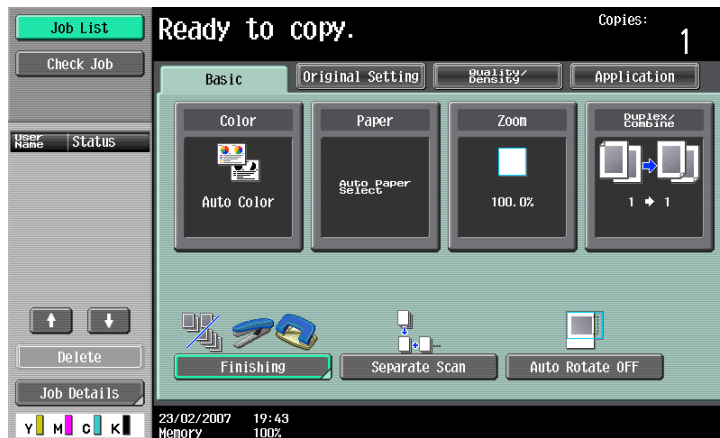 Job List
Check Job
User Name Status
Delete
Job Details
Y M C K
Ready to copy.
Copies:
1
Basic
Original Setting
Quality/
Density
Application
Color
Auto Color
Paper
Auto Paper
Select
Zoom
100.0%
Duplex/
Combine
1 → 1
Finishing
Separate Scan
Auto Rotate OFF
23/02/2007 19:43
Memory 100%